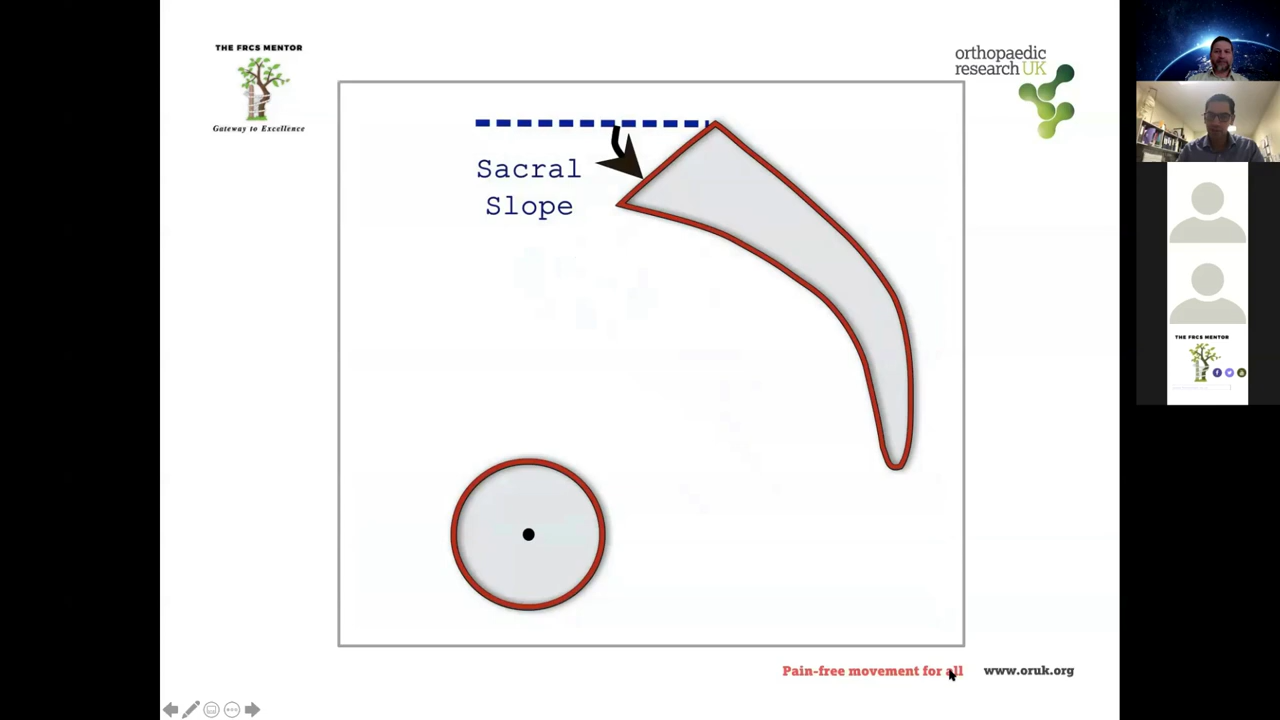 THE FRCS MENTOR
Gateway to Excellence
orthopaedic
research UK
Sacral
Slope
Pain-free movement for all
www.oruk.org
THE FRCS MENTOR